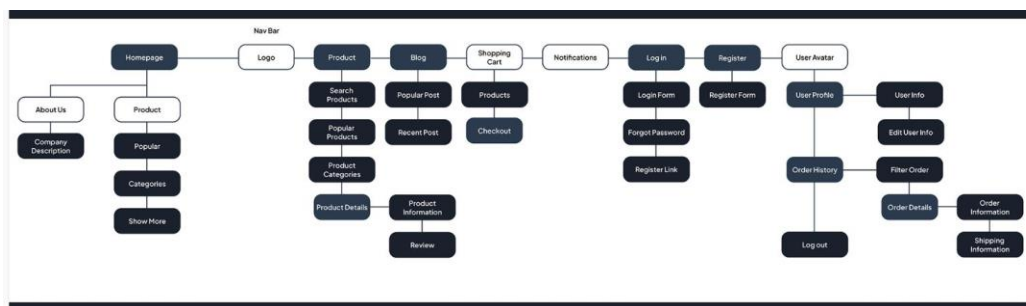 Nav Bar
Homepage
Logo
Product
Blog
Shopping
Cart
Notifications
Log in
Register
User Avatar
About Us
Product
Search
Products
Popular Post
Products
Login Form
Register Form
User Profile
User Info
Company
Description
Popular
Popular
Products
Recent Post
Checkout
Forgot Password
Edit User Info
Categories
Product
Categories
Register Link
Order History
Filter Order
Show More
Product Details
Product
Information
Order Details
Order
Information
Review
Log out
Shipping
Information